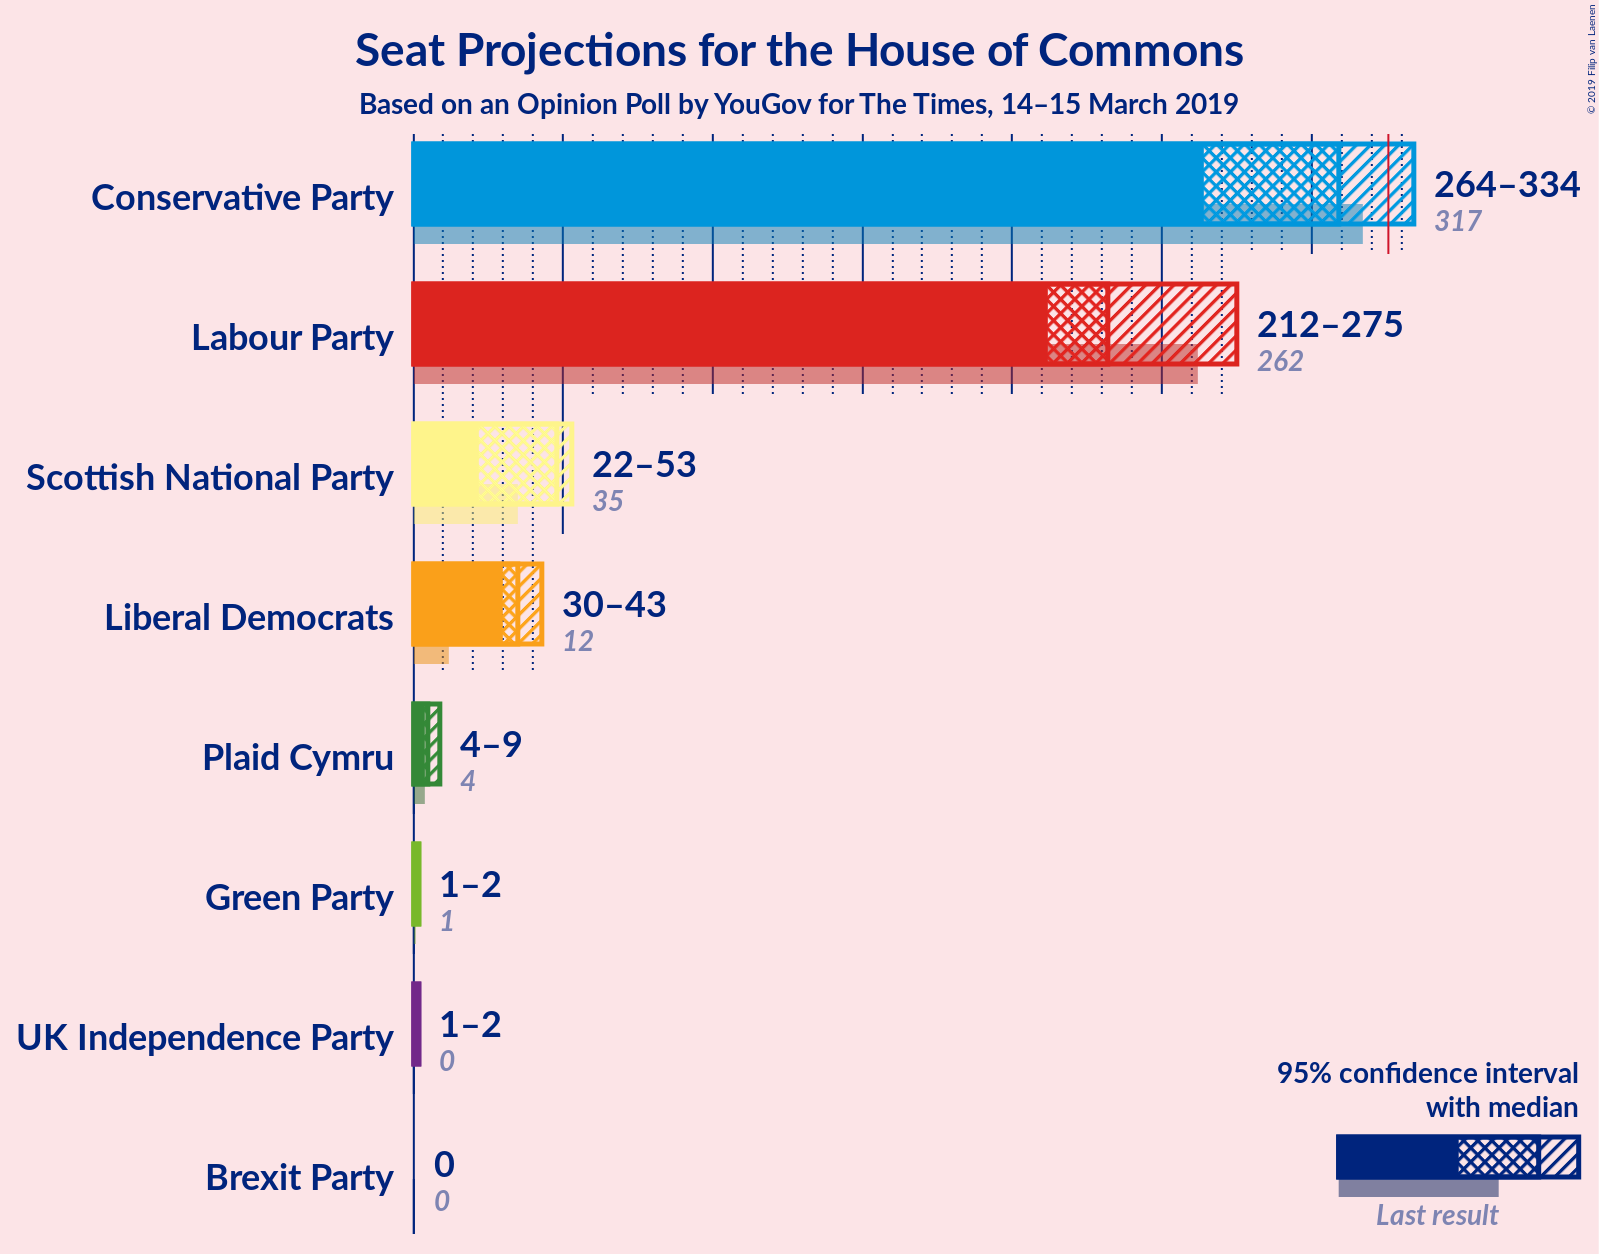 Seat Projections for the House of Commons
Based on an Opinion Poll by YouGov for The Times, 14–15 March 2019
© 2019 Filip van Laenen
Conservative Party
264–334
317
Labour Party
212–275
262
Scottish National Party
22–53
35
Liberal Democrats
30–43
12
Plaid Cymru
4–9
4
Green Party
1–2
1
UK Independence Party
1–2
0
Brexit Party
0
0
95% confidence interval
with median
Last result